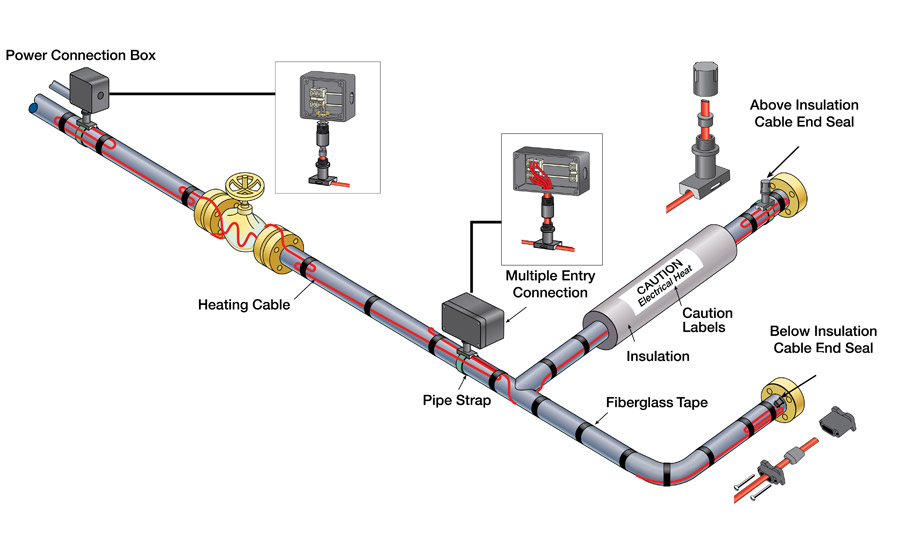 Power Connection Box
Above Insulation
Cable End Seal
Multiple Entry
Connection
CAUTION
Electrical Heat
Heating Cable
Caution
Labels
Insulation
Below Insulation
Cable End Seal
Pipe Strap
Fiberglass Tape